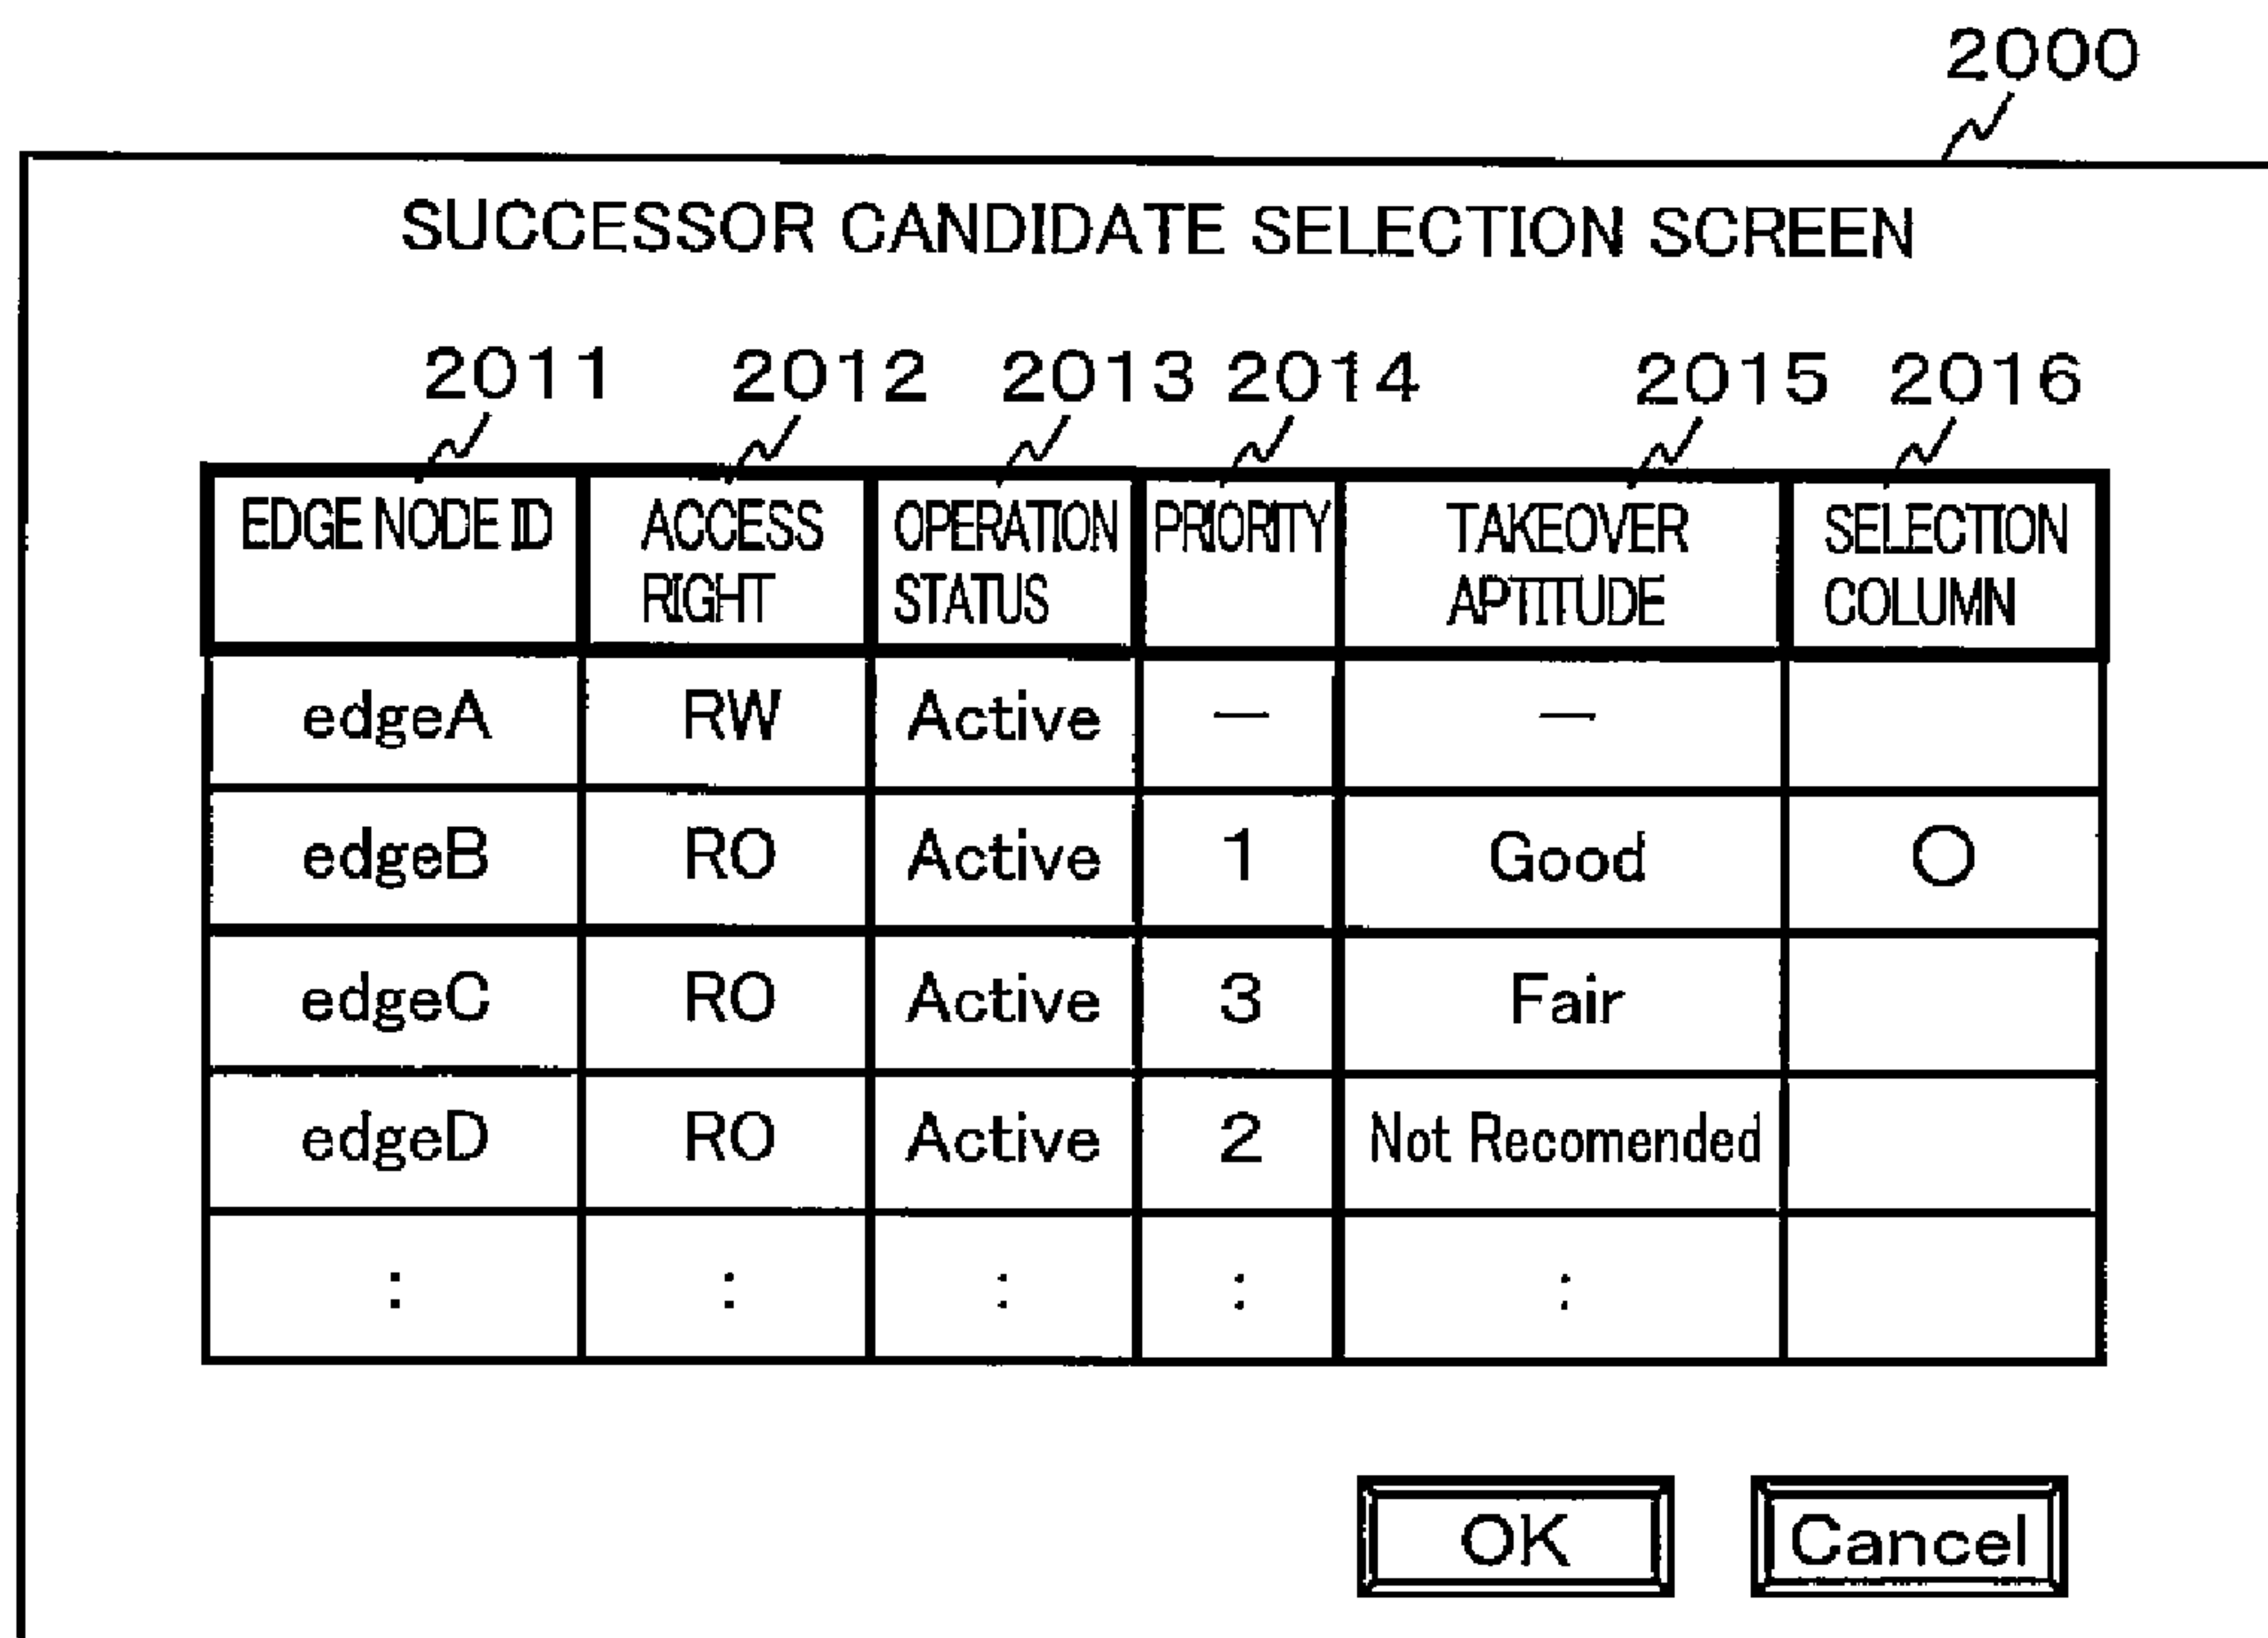 2000
SUCCESSOR CANDIDATE SELECTION SCREEN
2011 2012 2013 2014 2015 2016
EDGE NODE ID ACCESS RIGHT OPERATION STATUS PRIORITY TAKEOVER APTITUDE SELECTION COLUMN
edgeA RW Active — —
edgeB RO Active 1 Good ○
edgeC RO Active 3 Fair
edgeD RO Active 2 Not Recomended
: : : : :
OK Cancel